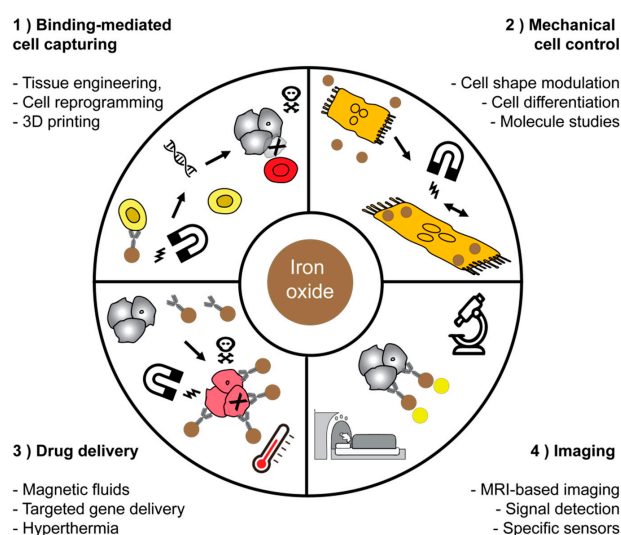 1 ) Binding-mediated
cell capturing
- Tissue engineering,
- Cell reprogramming
- 3D printing
2 ) Mechanical
cell control
- Cell shape modulation
- Cell differentiation
- Molecule studies
Iron
oxide
3 ) Drug delivery
- Magnetic fluids
- Targeted gene delivery
- Hyperthermia
4 ) Imaging
- MRI-based imaging
- Signal detection
- Specific sensors